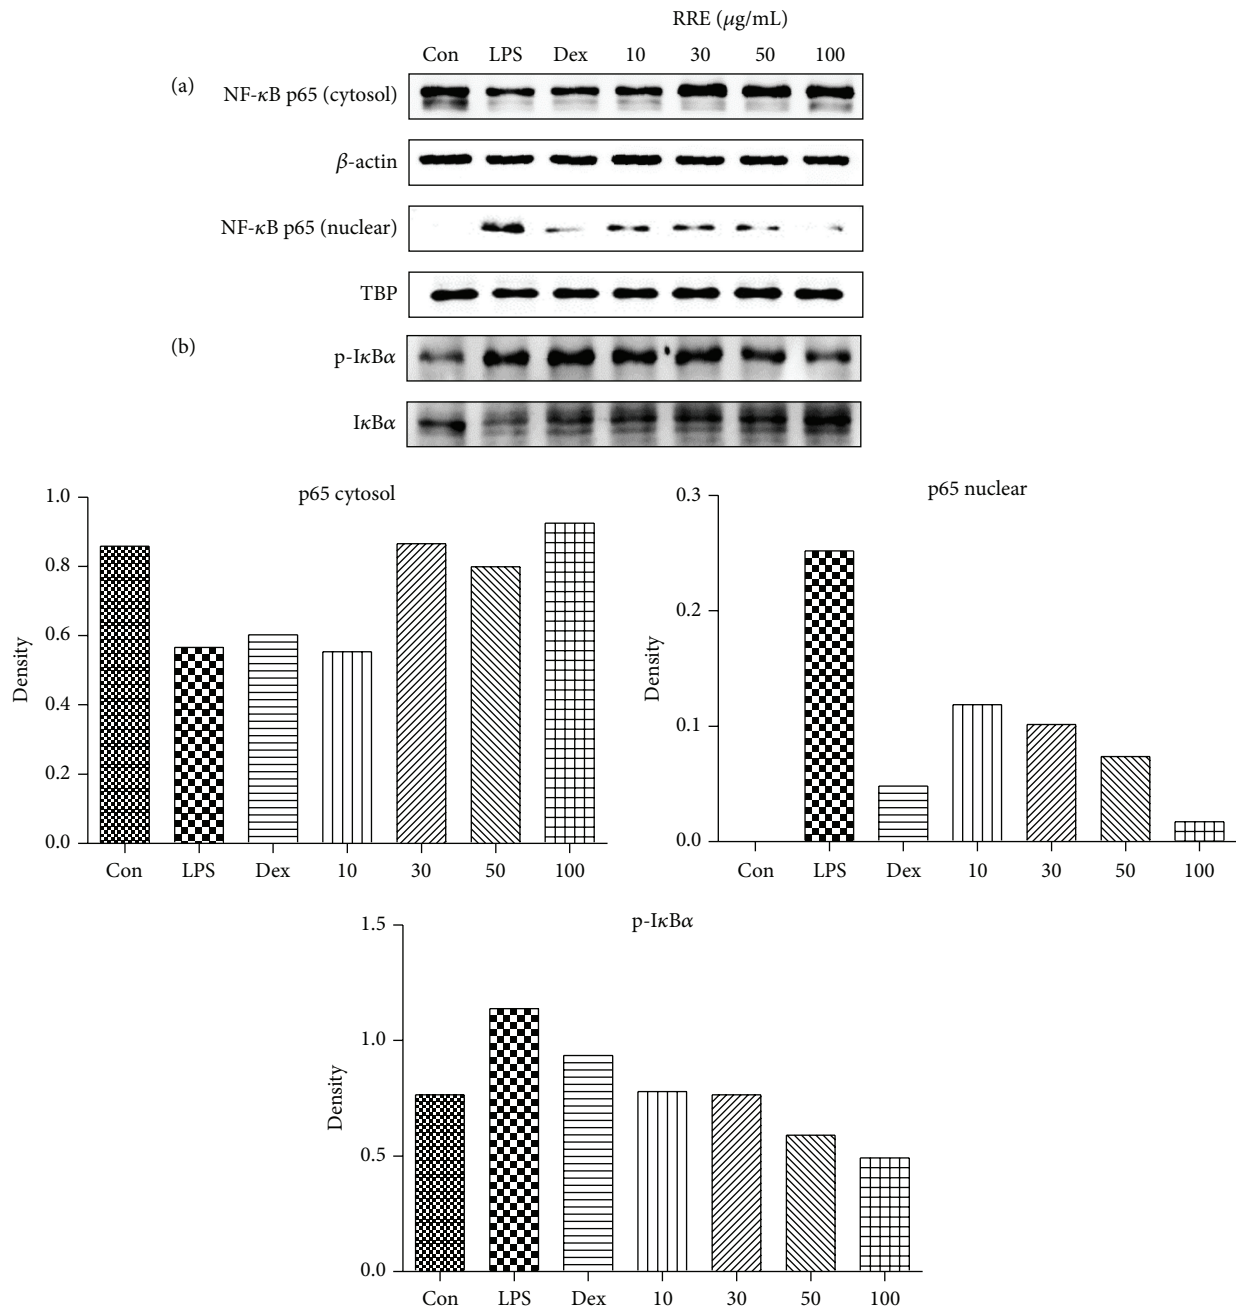 RRE (μg/mL)
Con LPS Dex 10 30 50 100
(a)
NF-κB p65 (cytosol)
β-actin
NF-κB p65 (nuclear)
TBP
(b)
p-IκBα
IκBα
p65 cytosol
1.0
0.8
0.6
0.4
0.2
0.0
Density
Con LPS Dex 10 30 50 100
p65 nuclear
0.3
0.2
0.1
0.0
Density
Con LPS Dex 10 30 50 100
p-IκBα
1.5
1.0
0.5
0.0
Density
Con LPS Dex 10 30 50 100